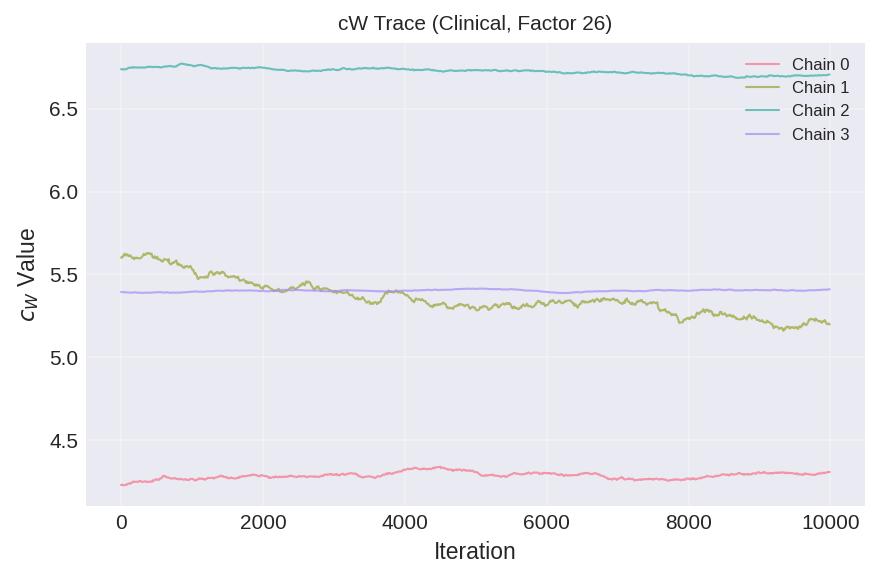 cW Trace (Clinical, Factor 26)
Chain 0
Chain 1
Chain 2
Chain 3
6.5
6.0
5.5
5.0
4.5
c_W Value
0 2000 4000 6000 8000 10000
Iteration